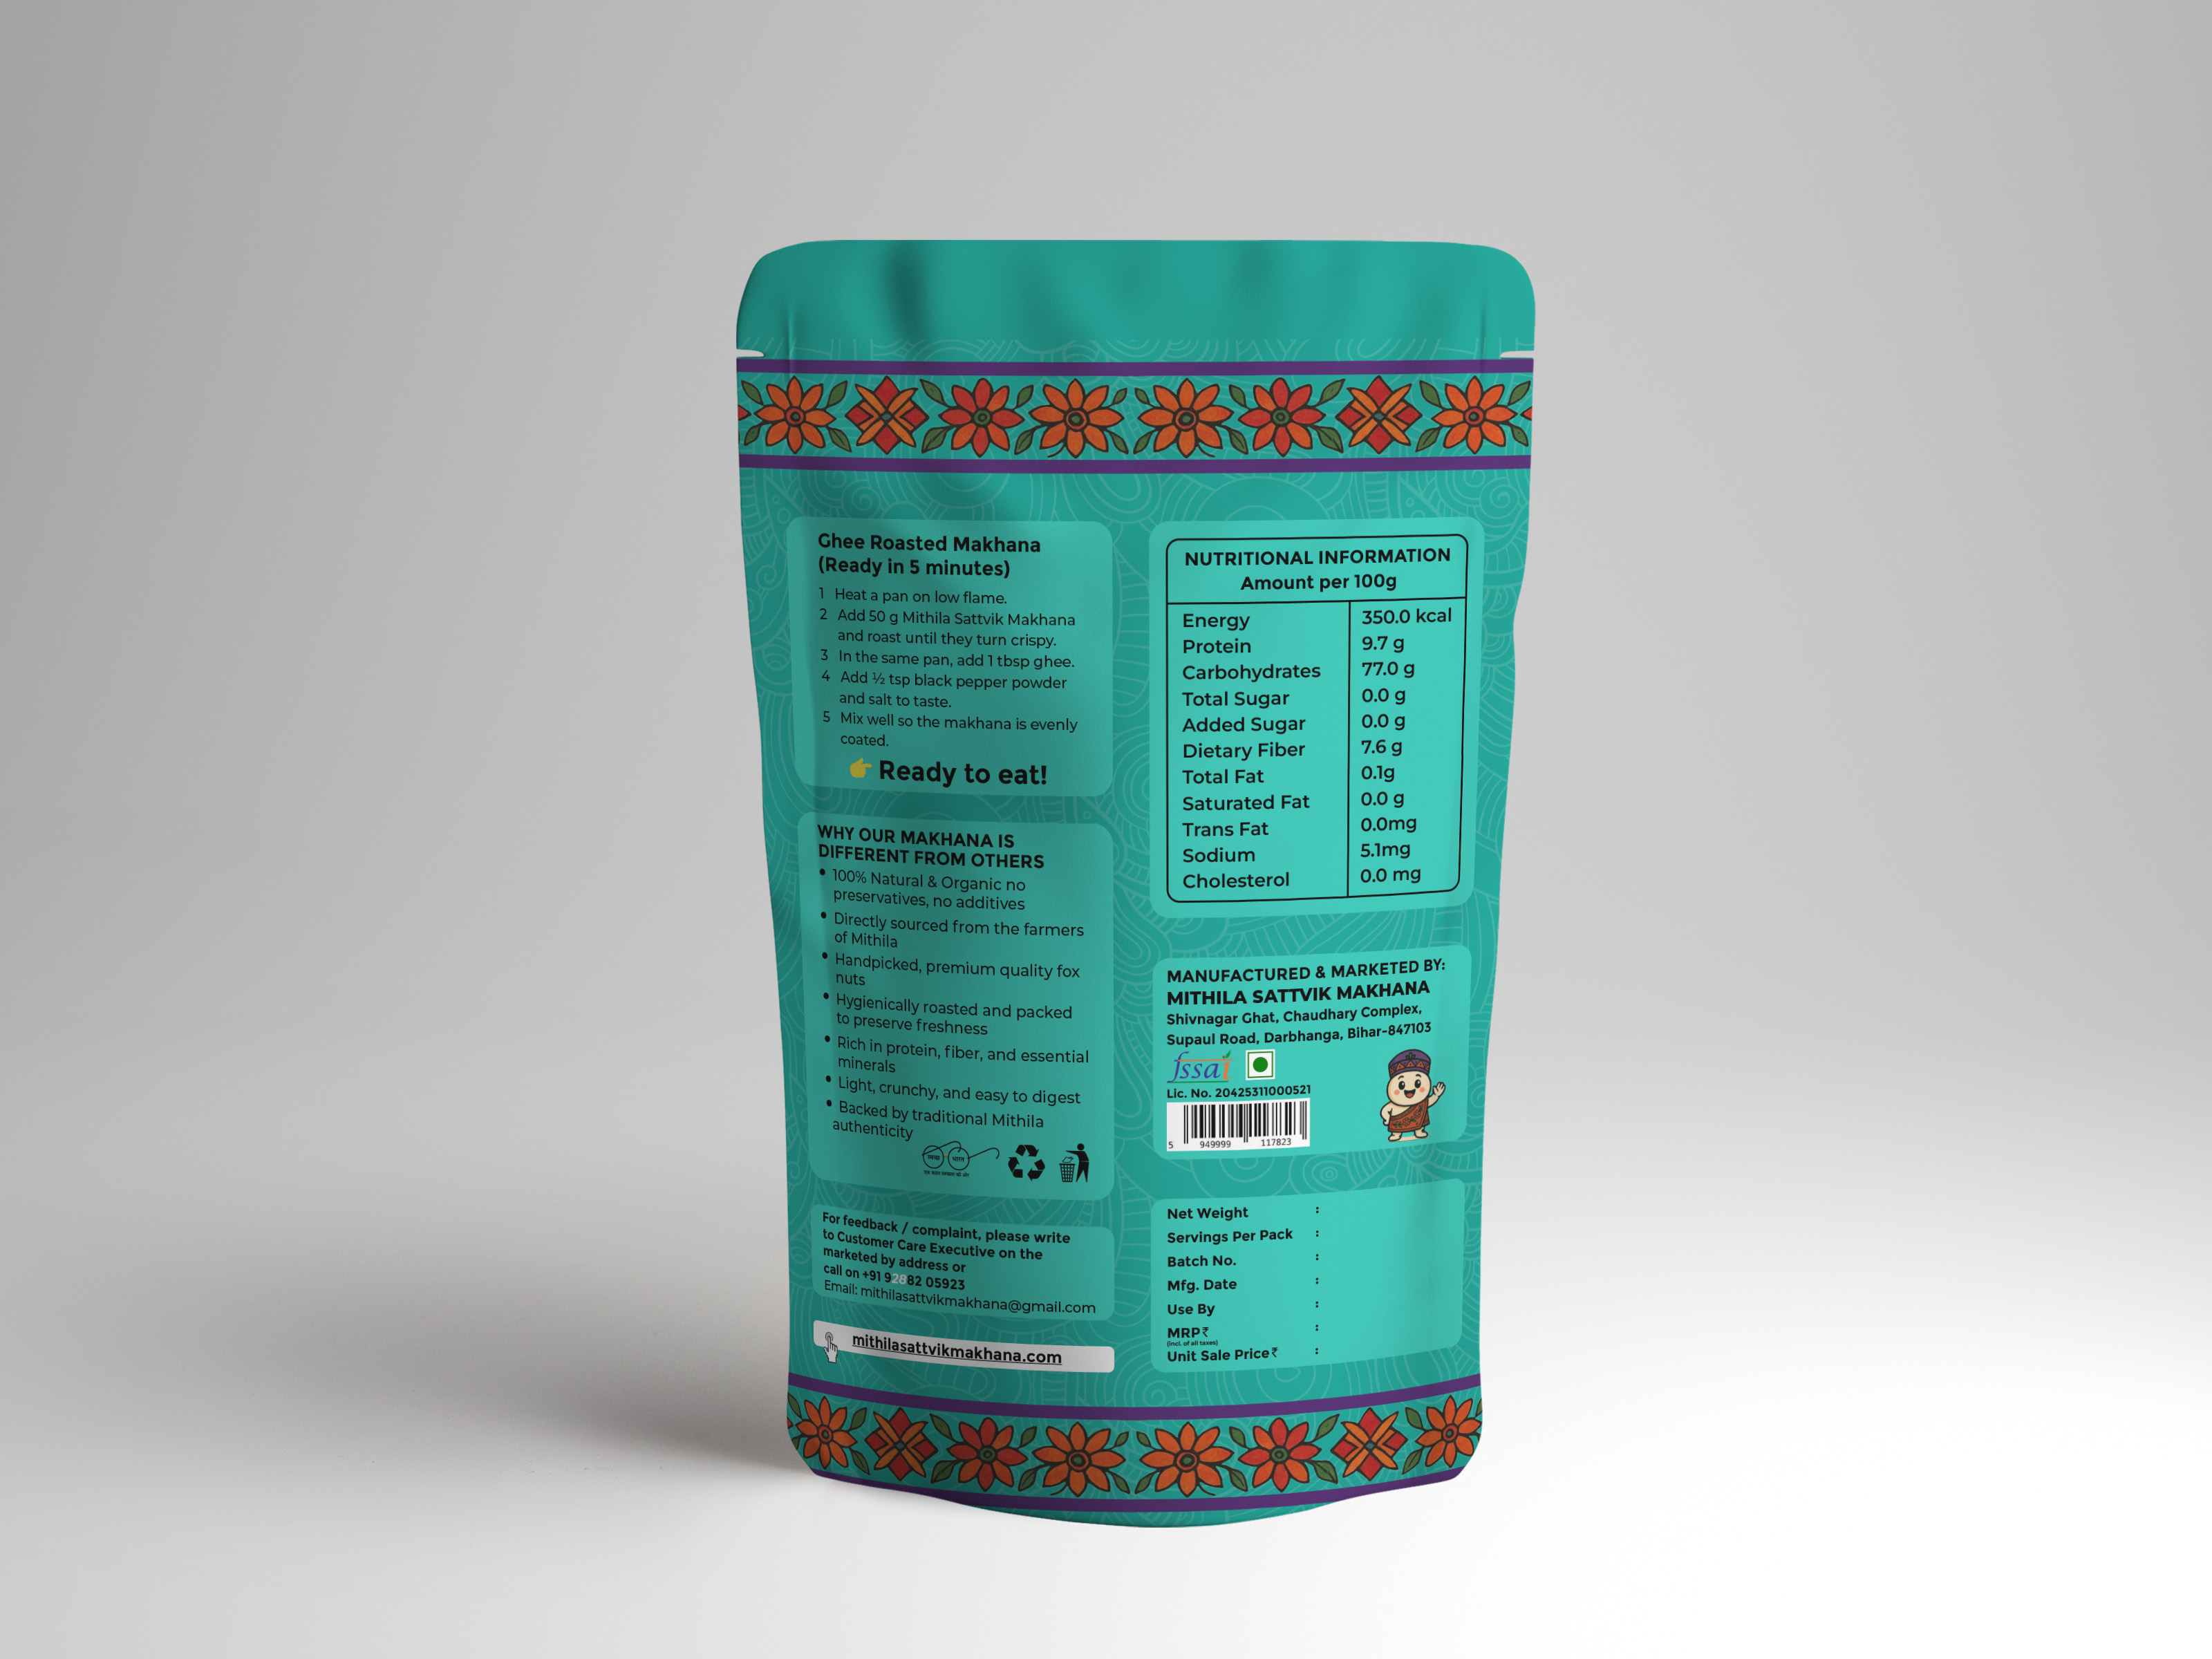 Ghee Roasted Makhana
(Ready in 5 minutes)
1 Heat a pan on low flame.
2 Add 50 g Mithila Sattvik Makhana
and roast until they turn crispy.
3 In the same pan, add 1 tbsp ghee.
4 Add ½ tsp black pepper powder
and salt to taste.
5 Mix well so the makhana is evenly
coated.
👉 Ready to eat!
WHY OUR MAKHANA IS
DIFFERENT FROM OTHERS
• 100% Natural & Organic no
preservatives, no additives
• Directly sourced from the farmers
of Mithila
• Handpicked, premium quality fox
nuts
• Hygienically roasted and packed
to preserve freshness
• Rich in protein, fiber, and essential
minerals
• Light, crunchy, and easy to digest
• Backed by traditional Mithila
authenticity
For feedback / complaint, please write
to Customer Care Executive on the
marketed by address or
call on +91 92882 05923
Email: mithilasattvikmakhana@gmail.com
mithilasattvikmakhana.com
NUTRITIONAL INFORMATION
Amount per 100g
Energy 350.0 kcal
Protein 9.7 g
Carbohydrates 77.0 g
Total Sugar 0.0 g
Added Sugar 0.0 g
Dietary Fiber 7.6 g
Total Fat 0.1g
Saturated Fat 0.0 g
Trans Fat 0.0mg
Sodium 5.1mg
Cholesterol 0.0 mg
MANUFACTURED & MARKETED BY:
MITHILA SATTVIK MAKHANA
Shivnagar Ghat, Chaudhary Complex,
Supaul Road, Darbhanga, Bihar-847103
fssai
Lic. No. 20425311000521
5 949999 117823
Net Weight :
Servings Per Pack :
Batch No. :
Mfg. Date :
Use By :
MRP₹ :
(incl. of all taxes)
Unit Sale Price₹ :